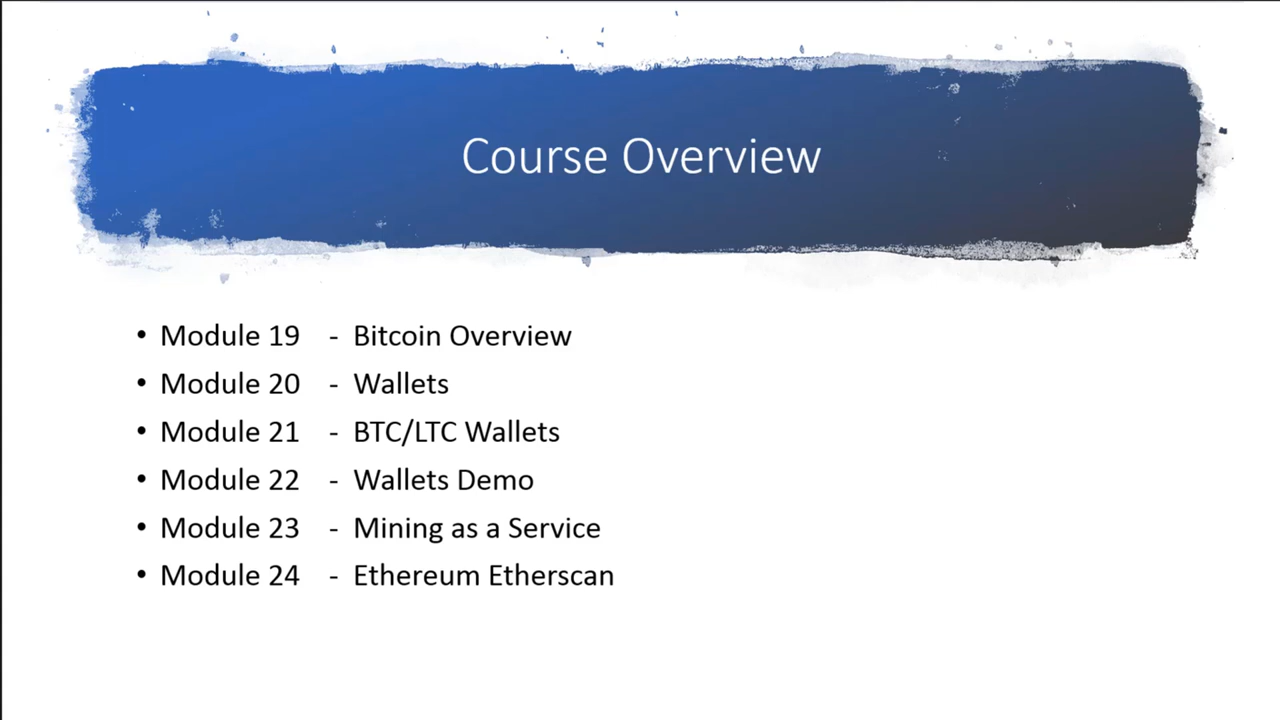 Course Overview
• Module 19 - Bitcoin Overview
• Module 20 - Wallets
• Module 21 - BTC/LTC Wallets
• Module 22 - Wallets Demo
• Module 23 - Mining as a Service
• Module 24 - Ethereum Etherscan